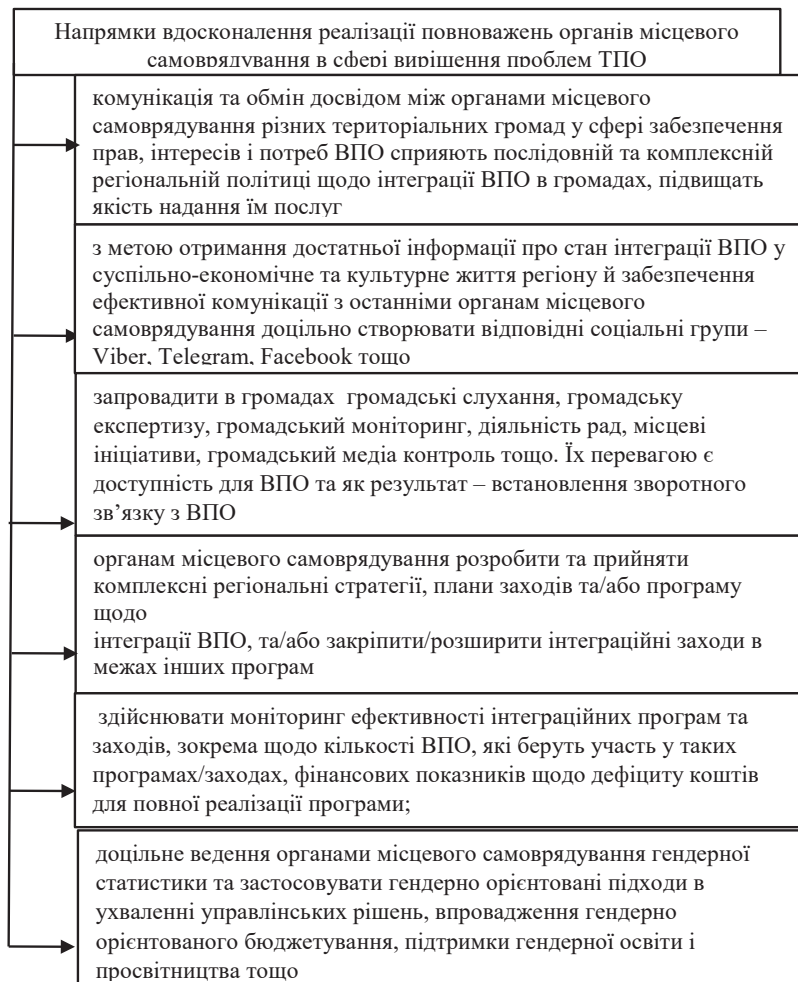 Напрямки вдосконалення реалізації повноважень органів місцевого
самоврядування в сфері вирішення проблем ТПО
комунікація та обмін досвідом між органами місцевого
самоврядування різних територіальних громад у сфері забезпечення
прав, інтересів і потреб ВПО сприяють послідовній та комплексній
регіональній політиці щодо інтеграції ВПО в громадах, підвищать
якість надання їм послуг
з метою отримання достатньої інформації про стан інтеграції ВПО у
суспільно-економічне та культурне життя регіону й забезпечення
ефективної комунікації з останніми органам місцевого
самоврядування доцільно створювати відповідні соціальні групи –
Viber, Telegram, Facebook тощо
запровадити в громадах громадські слухання, громадську
експертизу, громадський моніторинг, діяльність рад, місцеві
ініціативи, громадський медіа контроль тощо. Їх перевагою є
доступність для ВПО та як результат – встановлення зворотного
зв’язку з ВПО
органам місцевого самоврядування розробити та прийняти
комплексні регіональні стратегії, плани заходів та/або програму
щодо
інтеграції ВПО, та/або закріпити/розширити інтеграційні заходи в
межах інших програм
здійснювати моніторинг ефективності інтеграційних програм та
заходів, зокрема щодо кількості ВПО, які беруть участь у таких
програмах/заходах, фінансових показників щодо дефіциту коштів
для повної реалізації програми;
доцільне ведення органами місцевого самоврядування гендерної
статистики та застосовувати гендерно орієнтовані підходи в
ухваленні управлінських рішень, впровадження гендерно
орієнтованого бюджетування, підтримки гендерної освіти і
просвітництва тощо